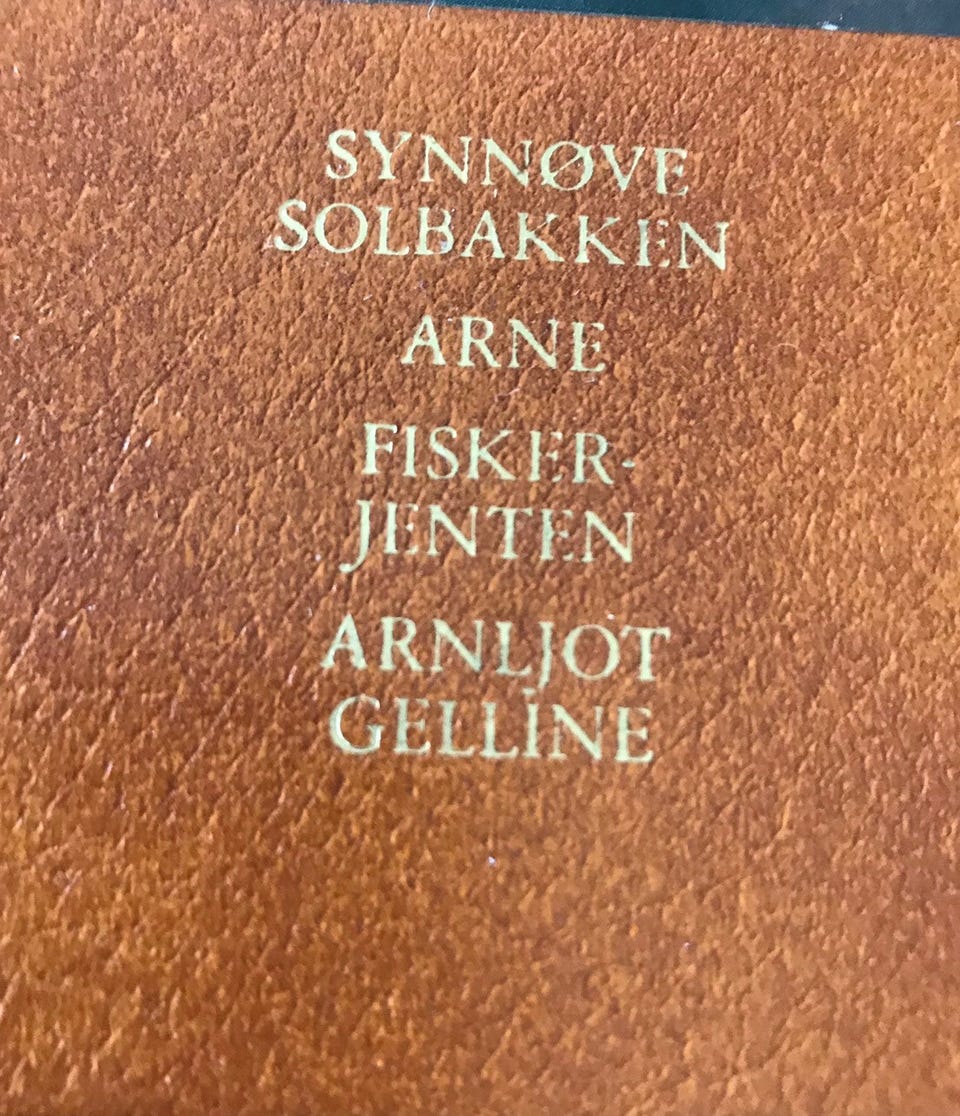 SYNNØVE
SOLBAKKEN
ARNE
FISKER-
JENTEN
ARNLJOT
GELLINE